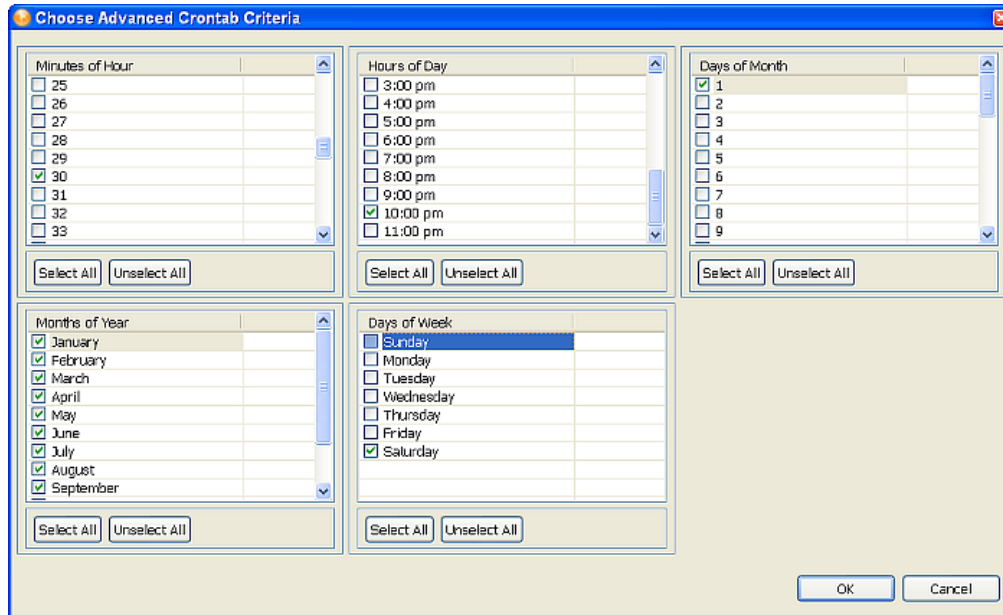 Choose Advanced Crontab Criteria
Minutes of Hour
25
26
27
28
29
30
31
32
33
Select All Unselect All
Hours of Day
3:00 pm
4:00 pm
5:00 pm
6:00 pm
7:00 pm
8:00 pm
9:00 pm
10:00 pm
11:00 pm
Select All Unselect All
Days of Month
1
2
3
4
5
6
7
8
9
Select All Unselect All
Months of Year
January
February
March
April
May
June
July
August
September
Select All Unselect All
Days of Week
Sunday
Monday
Tuesday
Wednesday
Thursday
Friday
Saturday
Select All Unselect All
OK Cancel